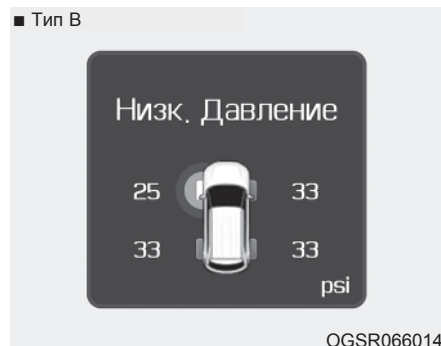 ■ Тип B
Низк. Давление
25 33
33 33
psi
OGSR066014